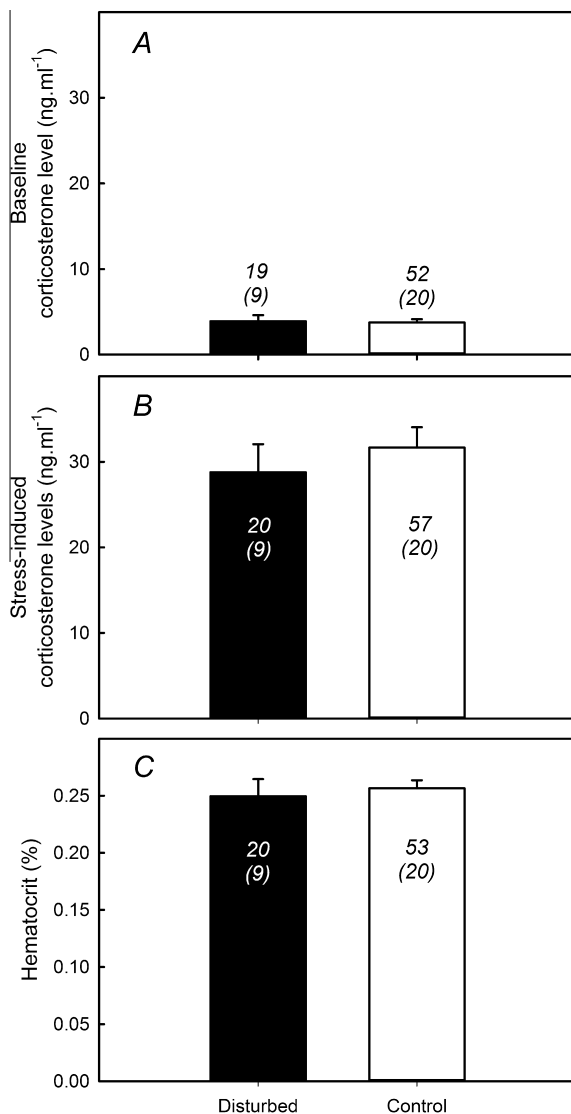 A
Baseline
corticosterone level (ng.ml⁻¹)
30
20
10
0
19
(9)
52
(20)
B
Stress-induced
corticosterone levels (ng.ml⁻¹)
30
20
10
0
20
(9)
57
(20)
C
Hematocrit (%)
0.25
0.20
0.15
0.10
0.05
0.00
20
(9)
53
(20)
Disturbed
Control